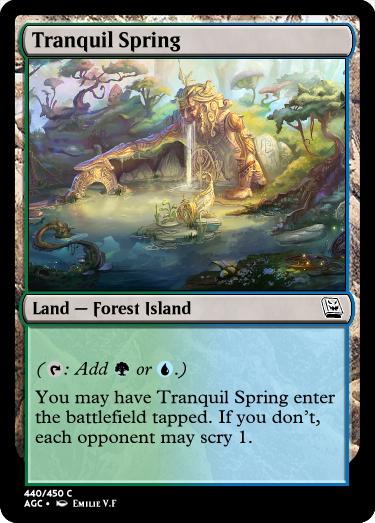 Tranquil Spring
Land — Forest Island
(: Add or .)
You may have Tranquil Spring enter
the battlefield tapped. If you don't,
each opponent may scry 1.
440/450 C
AGC • Emilie V.F